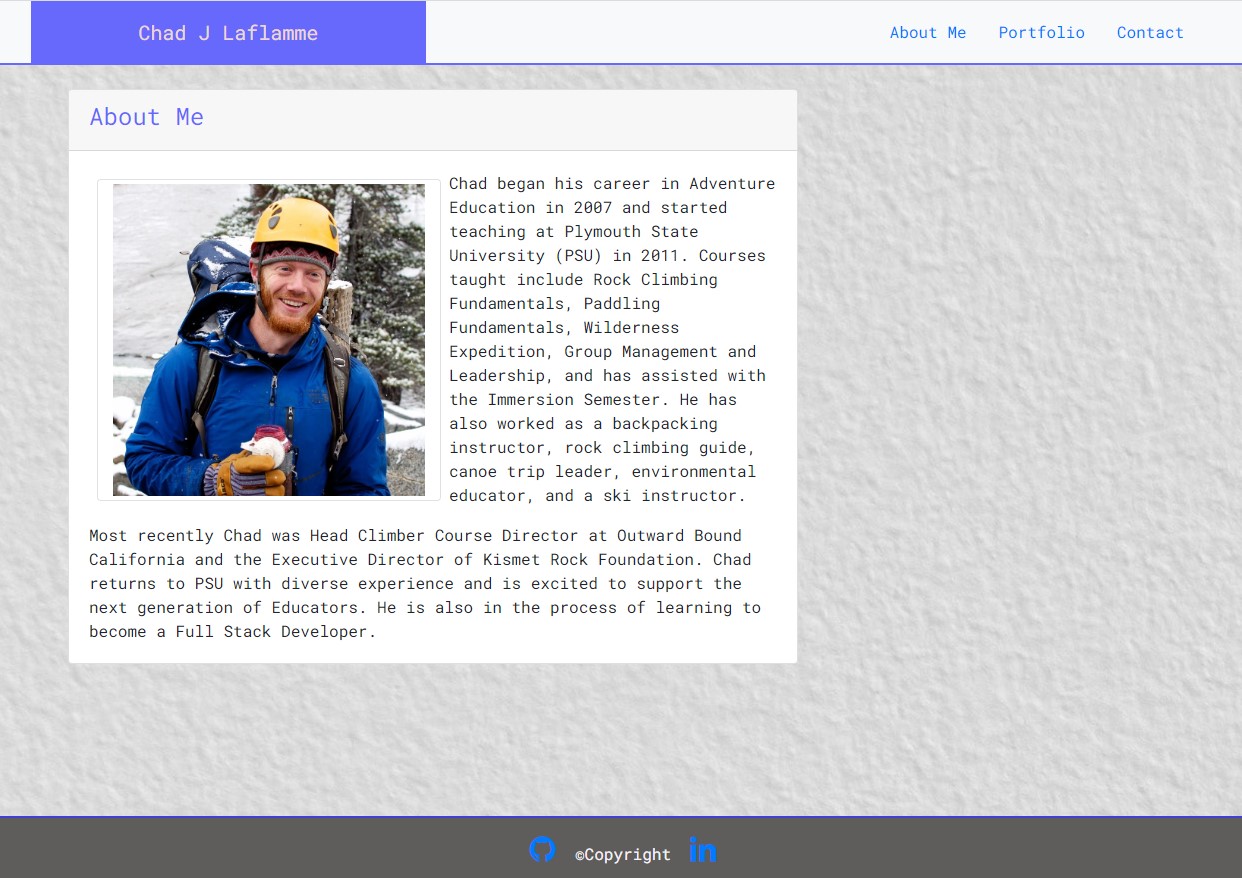 Chad J Laflamme
About Me
Portfolio
Contact
About Me
Chad began his career in Adventure
Education in 2007 and started
teaching at Plymouth State
University (PSU) in 2011. Courses
taught include Rock Climbing
Fundamentals, Paddling
Fundamentals, Wilderness
Expedition, Group Management and
Leadership, and has assisted with
the Immersion Semester. He has
also worked as a backpacking
instructor, rock climbing guide,
canoe trip leader, environmental
educator, and a ski instructor.
Most recently Chad was Head Climber Course Director at Outward Bound
California and the Executive Director of Kismet Rock Foundation. Chad
returns to PSU with diverse experience and is excited to support the
next generation of Educators. He is also in the process of learning to
become a Full Stack Developer.
©Copyright
in